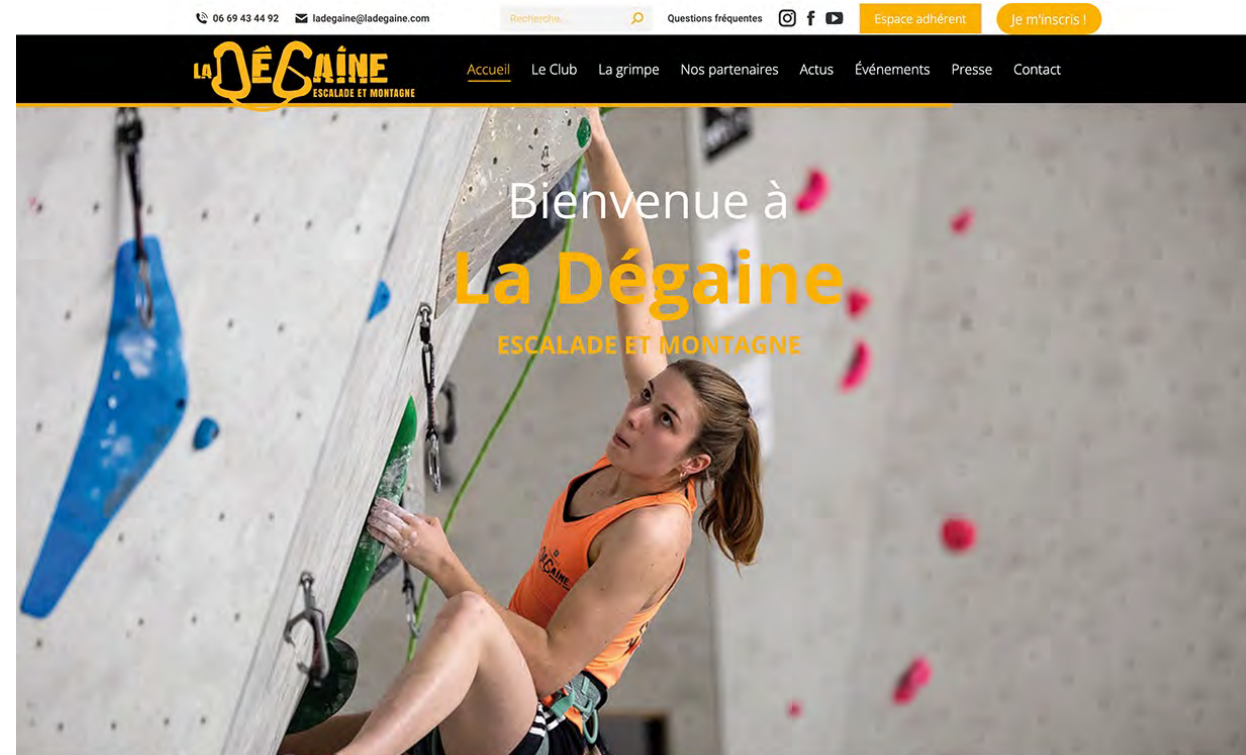 06 69 43 44 92 ladegaine@ladegaine.com Recherche... Questions fréquentes Espace adhérent Je m'inscris !
LA DÉGAINE
ESCALADE ET MONTAGNE
Accueil Le Club La grimpe Nos partenaires Actus Événements Presse Contact
Bienvenue à
La Dégaine
ESCALADE ET MONTAGNE
DÉGAINE